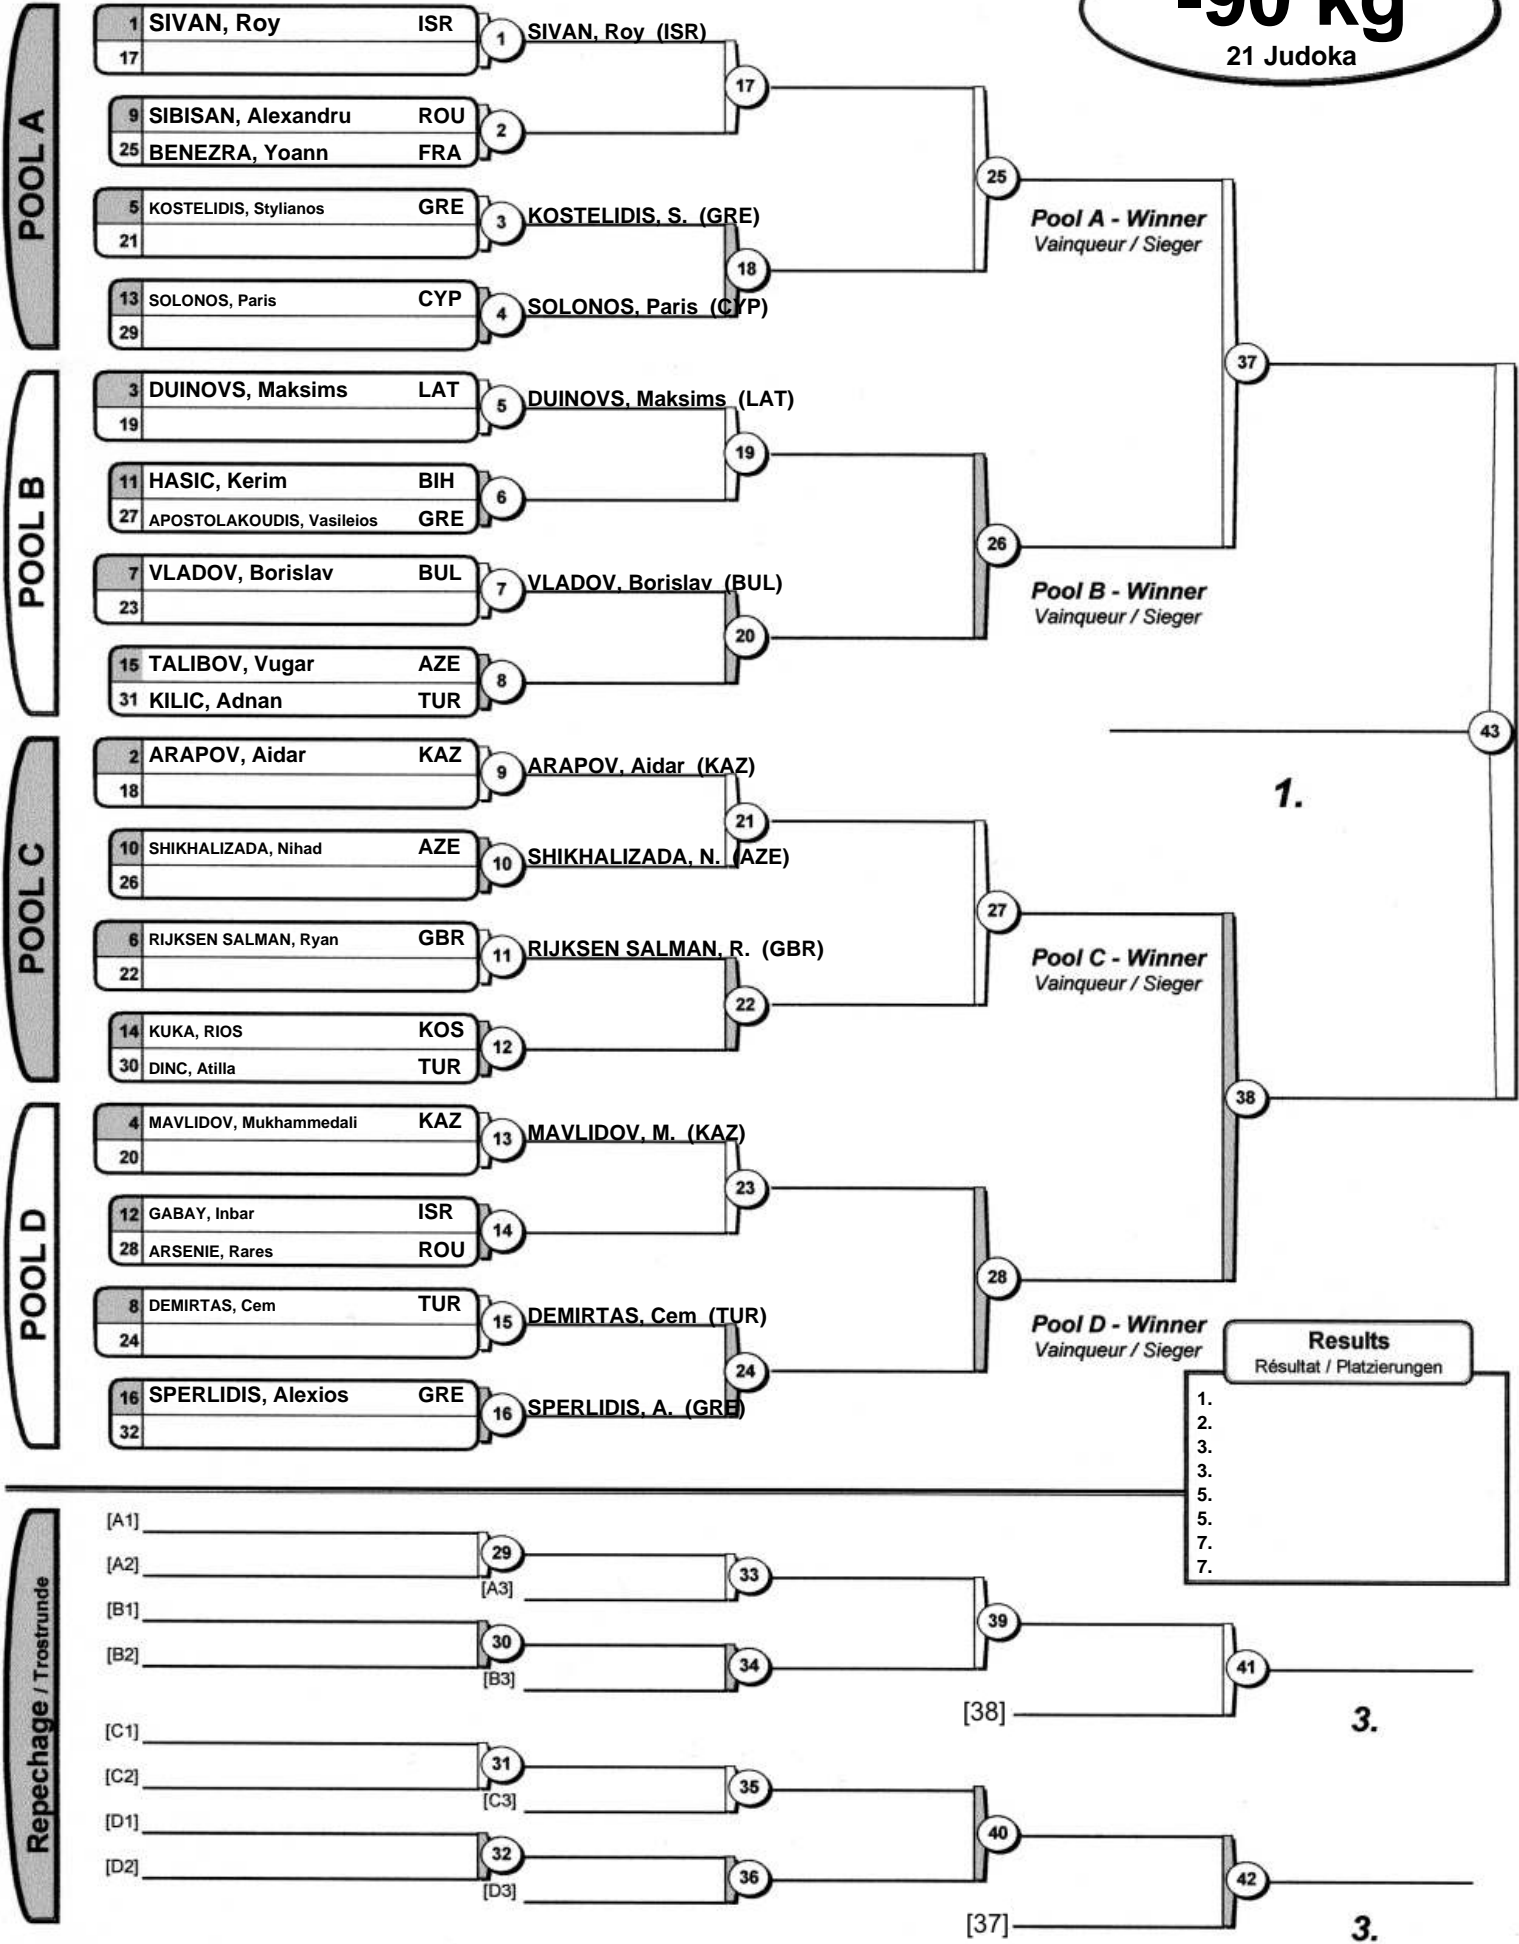 -90 kg
21 Judoka
POOL A
1 SIVAN, Roy ISR
17
1 SIVAN, Roy (ISR)
9 SIBISAN, Alexandru ROU
25 BENEZRA, Yoann FRA
2
17
5 KOSTELIDIS, Stylianos GRE
21
3 KOSTELIDIS, S. (GRE)
13 SOLONOS, Paris CYP
29
4 SOLONOS, Paris (CYP)
18
25
Pool A - Winner
Vainqueur / Sieger
POOL B
3 DUINOVS, Maksims LAT
19
5 DUINOVS, Maksims (LAT)
11 HASIC, Kerim BIH
27 APOSTOLAKOUDIS, Vasileios GRE
6
19
7 VLADOV, Borislav BUL
23
7 VLADOV, Borislav (BUL)
15 TALIBOV, Vugar AZE
31 KILIC, Adnan TUR
8
20
26
Pool B - Winner
Vainqueur / Sieger
37
POOL C
2 ARAPOV, Aidar KAZ
18
9 ARAPOV, Aidar (KAZ)
10 SHIKHALIZADA, Nihad AZE
26
10 SHIKHALIZADA, N. (AZE)
21
6 RIJKSEN SALMAN, Ryan GBR
22
11 RIJKSEN SALMAN, R. (GBR)
14 KUKA, RIOS KOS
30 DINC, Atilla TUR
12
22
27
Pool C - Winner
Vainqueur / Sieger
POOL D
4 MAVLIDOV, Mukhammedali KAZ
20
13 MAVLIDOV, M. (KAZ)
12 GABAY, Inbar ISR
28 ARSENIE, Rares ROU
14
23
8 DEMIRTAS, Cem TUR
24
15 DEMIRTAS, Cem (TUR)
16 SPERLIDIS, Alexios GRE
32
16 SPERLIDIS, A. (GRE)
24
28
Pool D - Winner
Vainqueur / Sieger
38
43
1.
Results
Résultat / Platzierungen
1.
2.
3.
3.
5.
5.
7.
7.
Repechage / Trostrunde
[A1]
[A2]
29
[A3]
33
[B1]
[B2]
30
[B3]
34
39
[38]
41
3.
[C1]
[C2]
31
[C3]
35
[D1]
[D2]
32
[D3]
36
40
[37]
42
3.